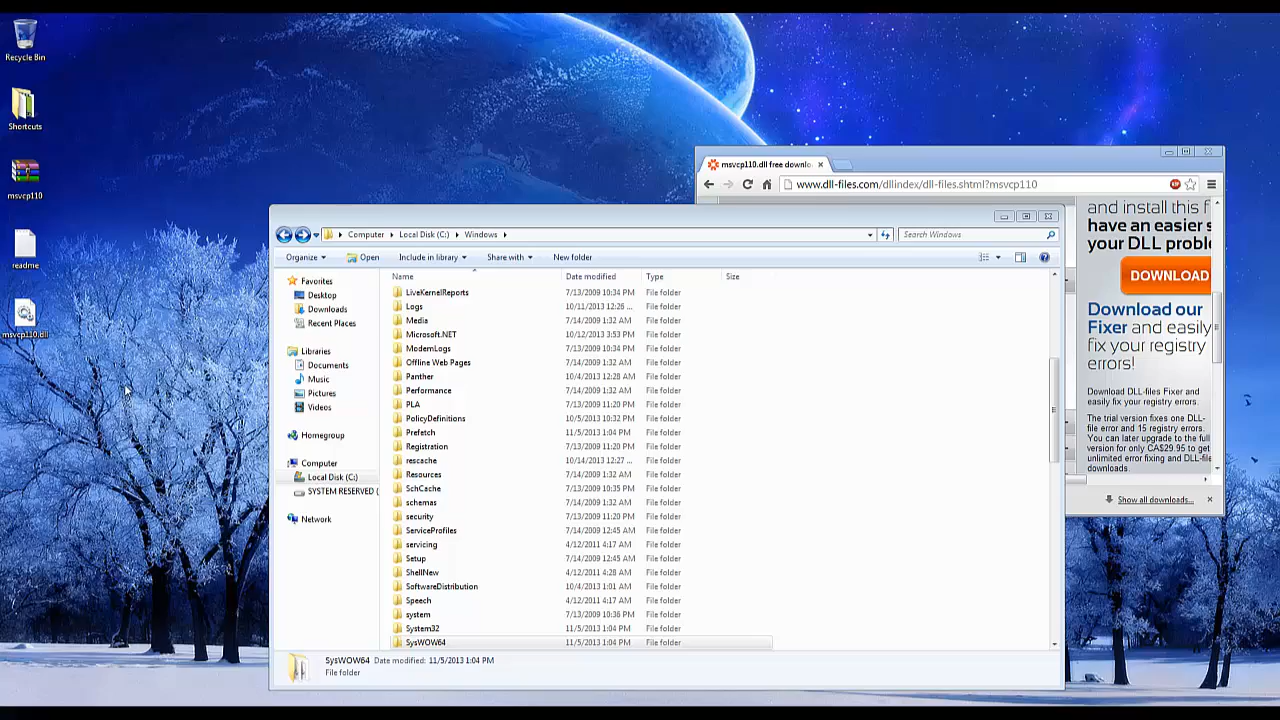 Recycle Bin
Shortcuts
msvcp110
readme
msvcp110.dll
msvcp110.dll free downlo
www.dll-files.com/dllindex/dll-files.shtml?msvcp110
and install this f
have an easier s
your DLL proble
DOWNLOAD
Download our
Fixer and easily
fix your registry
errors!
Download DLL-files Fixer and
easily fix your registry errors.
The trial version fixes one DLL-
file error and 15 registry errors.
You can later upgrade to the full
version for only CA$29.95 to get
unlimited error fixing and DLL-file
downloads.
Show all downloads...
Computer Local Disk (C:) Windows
Search Windows
Organize Open Include in library Share with New folder
Favorites
Desktop
Downloads
Recent Places
Libraries
Documents
Music
Pictures
Videos
Homegroup
Computer
Local Disk (C:)
SYSTEM RESERVED (
Network
Name Date modified Type Size
LiveKernelReports 7/13/2009 10:34 PM File folder
Logs 10/11/2013 12:26 ... File folder
Media 7/14/2009 1:32 AM File folder
Microsoft.NET 10/12/2013 3:53 PM File folder
ModemLogs 7/13/2009 10:34 PM File folder
Offline Web Pages 7/14/2009 1:32 AM File folder
Panther 10/4/2013 12:28 AM File folder
Performance 7/14/2009 1:32 AM File folder
PLA 7/13/2009 11:20 PM File folder
PolicyDefinitions 10/5/2013 10:32 PM File folder
Prefetch 11/5/2013 1:04 PM File folder
Registration 7/13/2009 11:20 PM File folder
rescache 10/14/2013 12:27 ... File folder
Resources 7/14/2009 1:32 AM File folder
SchCache 7/13/2009 10:35 PM File folder
schemas 7/14/2009 1:32 AM File folder
security 7/13/2009 11:20 PM File folder
ServiceProfiles 7/14/2009 12:45 AM File folder
servicing 4/12/2011 4:17 AM File folder
Setup 7/14/2009 12:45 AM File folder
ShellNew 4/12/2011 4:28 AM File folder
SoftwareDistribution 10/4/2013 1:01 AM File folder
Speech 4/12/2011 4:17 AM File folder
system 7/13/2009 10:36 PM File folder
System32 11/5/2013 1:04 PM File folder
SysWOW64 11/5/2013 1:04 PM File folder
SysWOW64 Date modified: 11/5/2013 1:04 PM
File folder